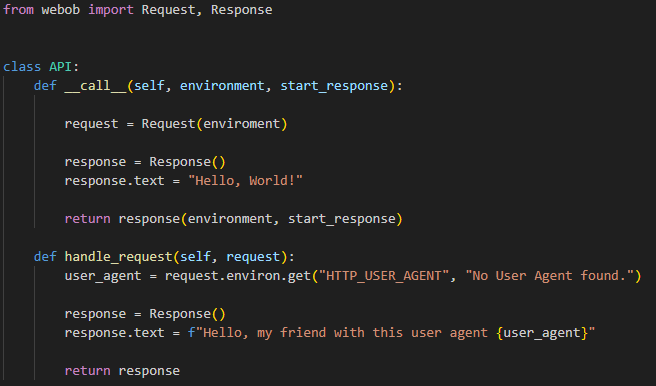 from webob import Request, Response
class API:
    def __call__(self, environment, start_response):
        request = Request(enviroment)
        response = Response()
        response.text = "Hello, World!"
        return response(environment, start_response)
    def handle_request(self, request):
        user_agent = request.environ.get("HTTP_USER_AGENT", "No User Agent found.")
        response = Response()
        response.text = f"Hello, my friend with this user agent {user_agent}"
        return response